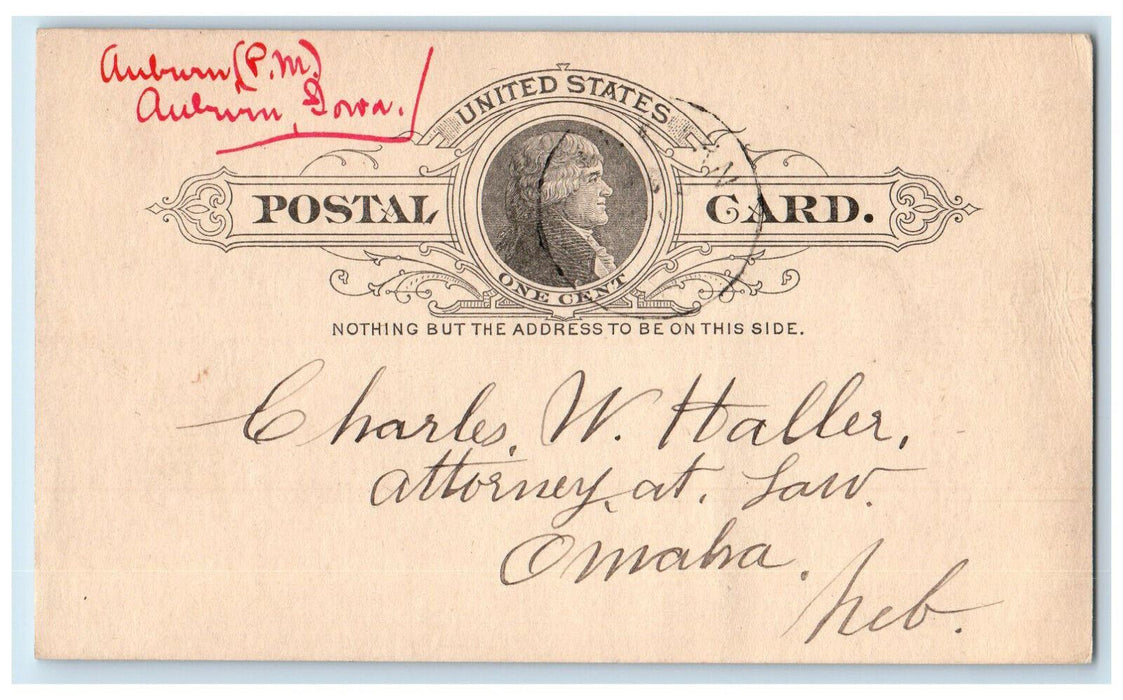 Auburn, (P.M.)
Auburn, Iowa.
UNITED STATES
POSTAL CARD.
ONE CENT
NOTHING BUT THE ADDRESS TO BE ON THIS SIDE.
Charles, W. Haller,
attorney, at, Law.
Omaha.
Neb.